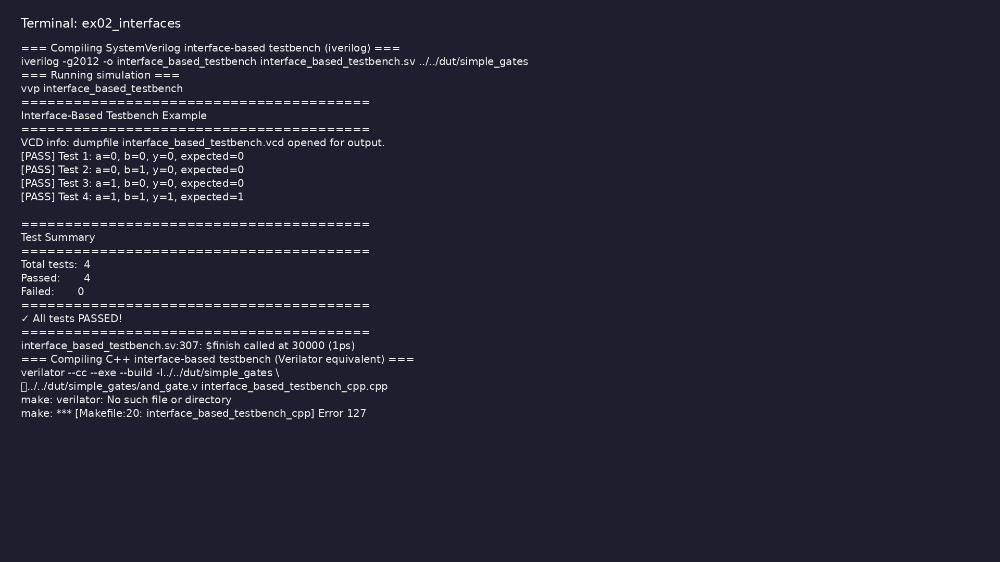 Terminal: ex02_interfaces
=== Compiling SystemVerilog interface-based testbench (iverilog) ===
iverilog -g2012 -o interface_based_testbench interface_based_testbench.sv ../../dut/simple_gates
=== Running simulation ===
vvp interface_based_testbench
========================================
Interface-Based Testbench Example
========================================
VCD info: dumpfile interface_based_testbench.vcd opened for output.
[PASS] Test 1: a=0, b=0, y=0, expected=0
[PASS] Test 2: a=0, b=1, y=0, expected=0
[PASS] Test 3: a=1, b=0, y=0, expected=0
[PASS] Test 4: a=1, b=1, y=1, expected=1
========================================
Test Summary
========================================
Total tests:  4
Passed:       4
Failed:       0
========================================
✓ All tests PASSED!
========================================
interface_based_testbench.sv:307: $finish called at 30000 (1ps)
=== Compiling C++ interface-based testbench (Verilator equivalent) ===
verilator --cc --exe --build -I../../dut/simple_gates \
../../dut/simple_gates/and_gate.v interface_based_testbench_cpp.cpp
make: verilator: No such file or directory
make: *** [Makefile:20: interface_based_testbench_cpp] Error 127